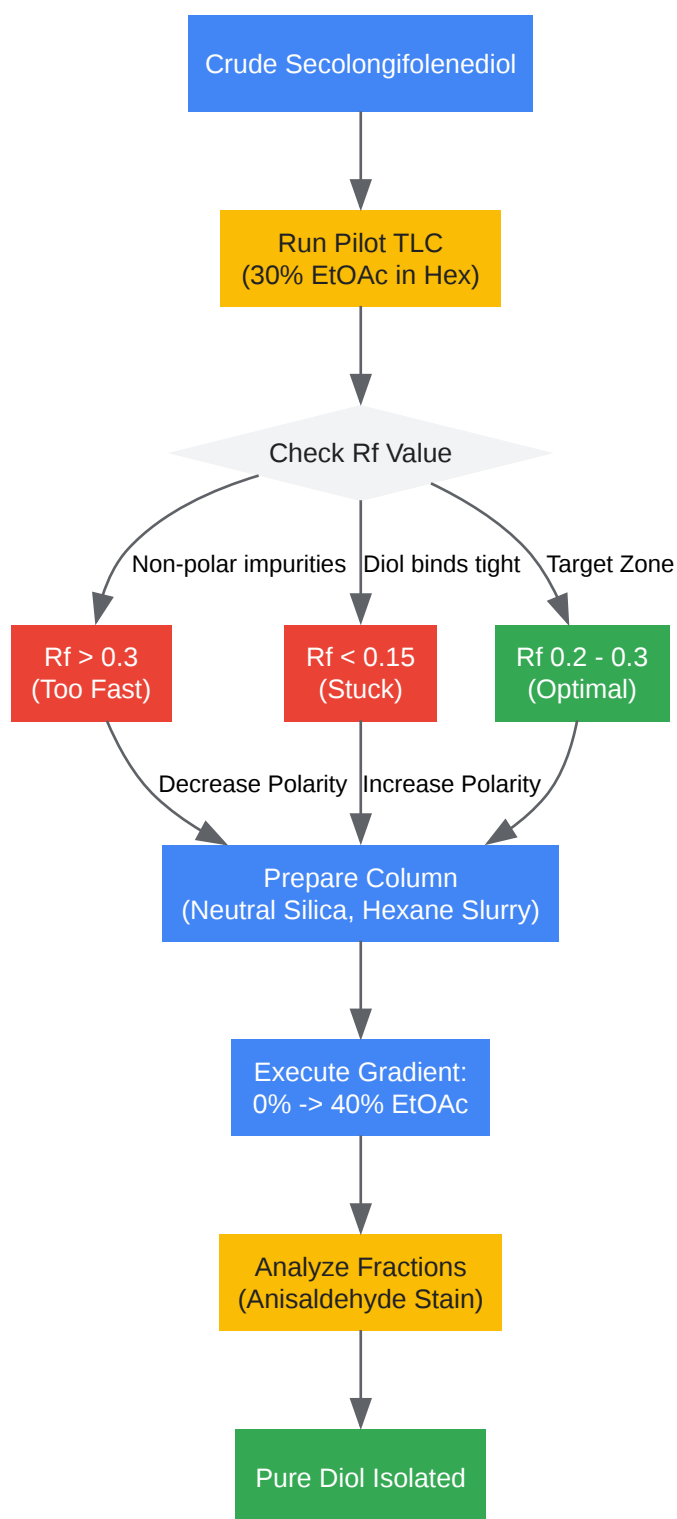 Crude Secolongifolenediol
Run Pilot TLC
(30% EtOAc in Hex)
Check Rf Value
Non-polar impurities
Diol binds tight
Target Zone
Rf > 0.3
(Too Fast)
Rf < 0.15
(Stuck)
Rf 0.2 - 0.3
(Optimal)
Decrease Polarity
Increase Polarity
Prepare Column
(Neutral Silica, Hexane Slurry)
Execute Gradient:
0% -> 40% EtOAc
Analyze Fractions
(Anisaldehyde Stain)
Pure Diol Isolated